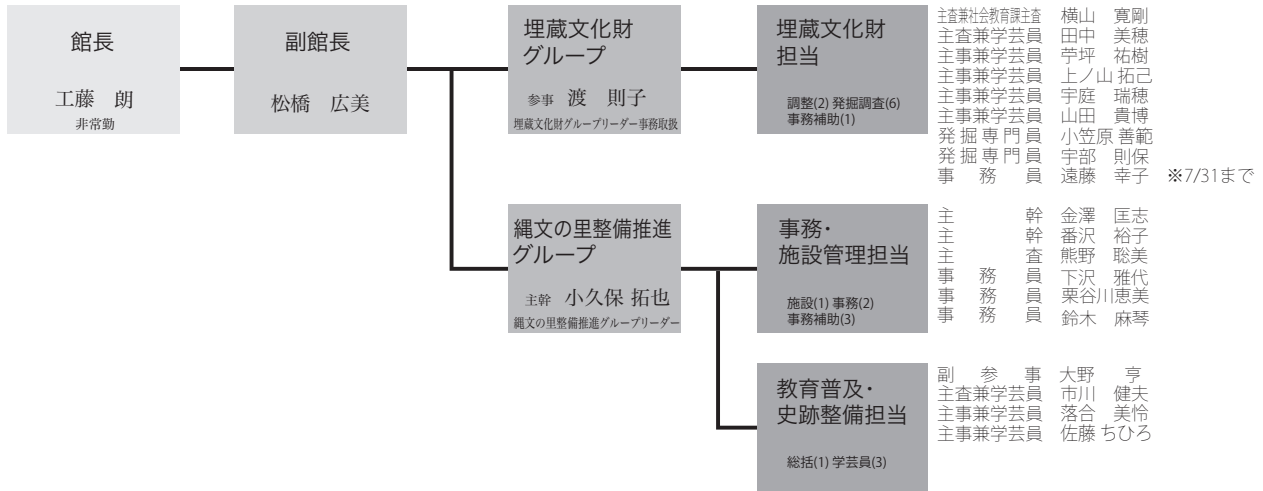 館長
工藤　朗
非常勤
副館長
松橋　広美
埋蔵文化財
グループ
参事　渡　則子
埋蔵文化財グループリーダー事務取扱
埋蔵文化財
担当
調整(2) 発掘調査(6)
事務補助(1)
主査兼社会教育課主査　横山　寛剛
主査兼学芸員　田中　美穂
主事兼学芸員　苧坪　祐樹
主事兼学芸員　上ノ山 拓己
主事兼学芸員　宇庭　瑞穂
主事兼学芸員　山田　貴博
発掘専門員　小笠原 善範
発掘専門員　宇部　則保
事務員　遠藤　幸子　※7/31まで
縄文の里整備推進
グループ
主幹　小久保 拓也
縄文の里整備推進グループリーダー
事務・
施設管理担当
施設(1) 事務(2)
事務補助(3)
主幹　金澤　匡志
主幹　番沢　裕子
主査　熊野　聡美
事務員　下沢　雅代
事務員　栗谷川恵美
事務員　鈴木　麻琴
教育普及・
史跡整備担当
総括(1) 学芸員(3)
副参事　大野　亨
主査兼学芸員　市川　健夫
主事兼学芸員　落合　美怜
主事兼学芸員　佐藤 ちひろ